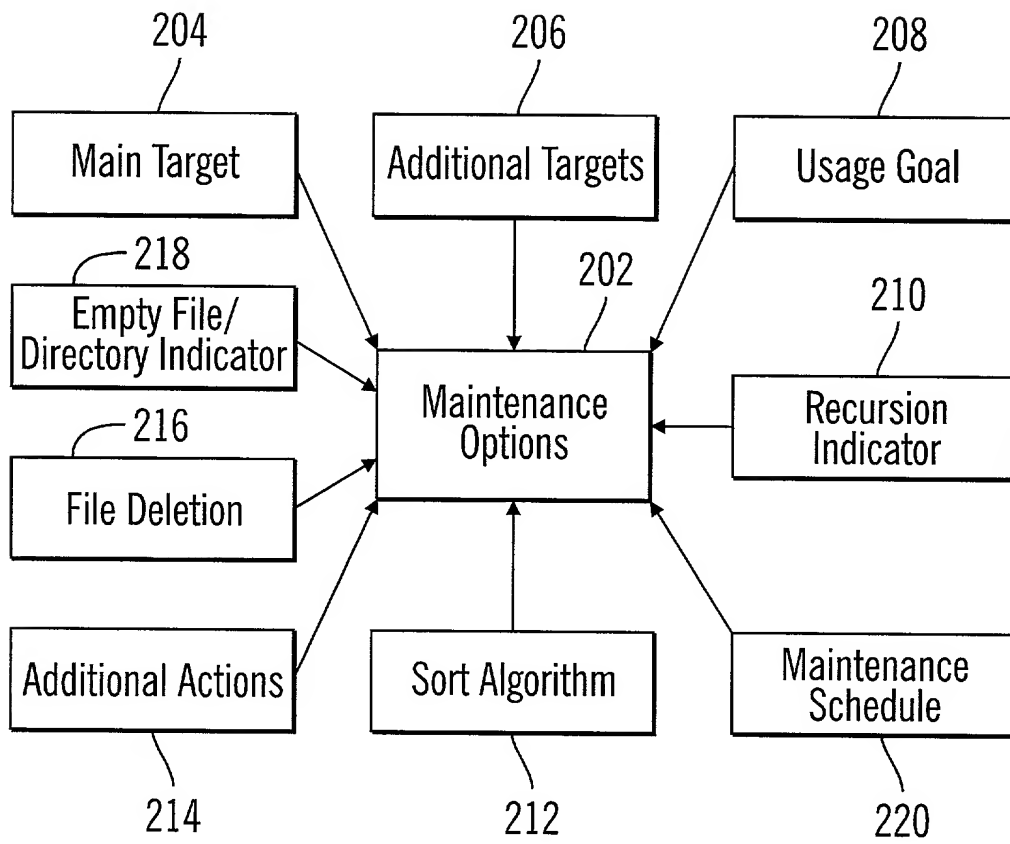 204
206
208
Main Target
Additional Targets
Usage Goal
218
202
210
Empty File/
Directory Indicator
Maintenance
Options
Recursion
Indicator
216
File Deletion
Additional Actions
Sort Algorithm
Maintenance
Schedule
214
212
220